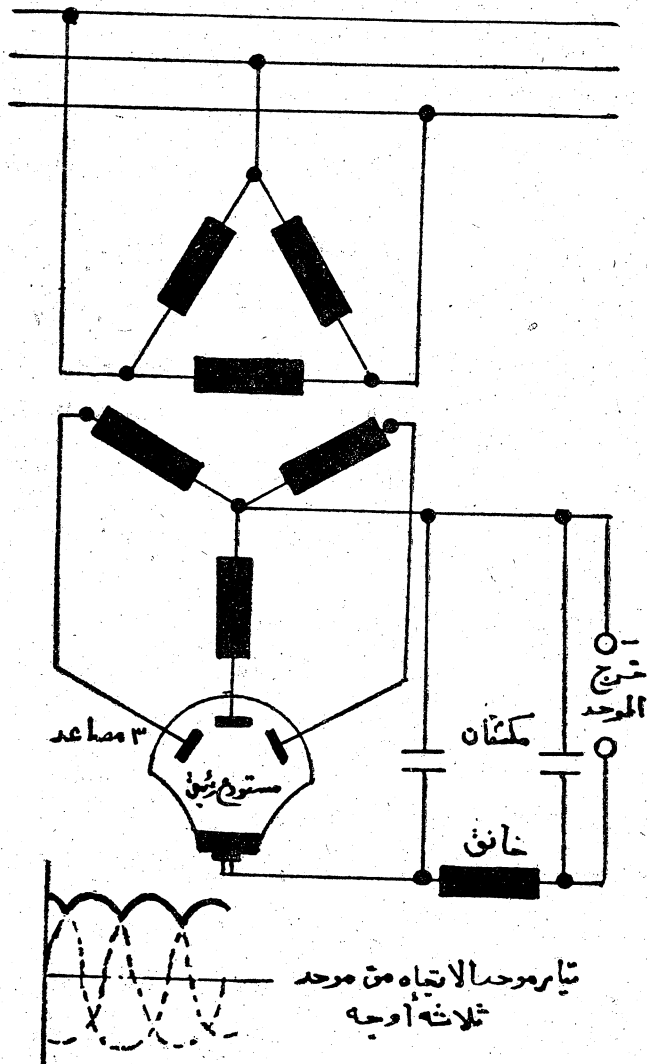 −
خرج
الموحد
مكثفان
٣ مصاعد
مستودع زئبق
خانق
تيار موحد الاتجاه من موحد
ثلاثة أوجه